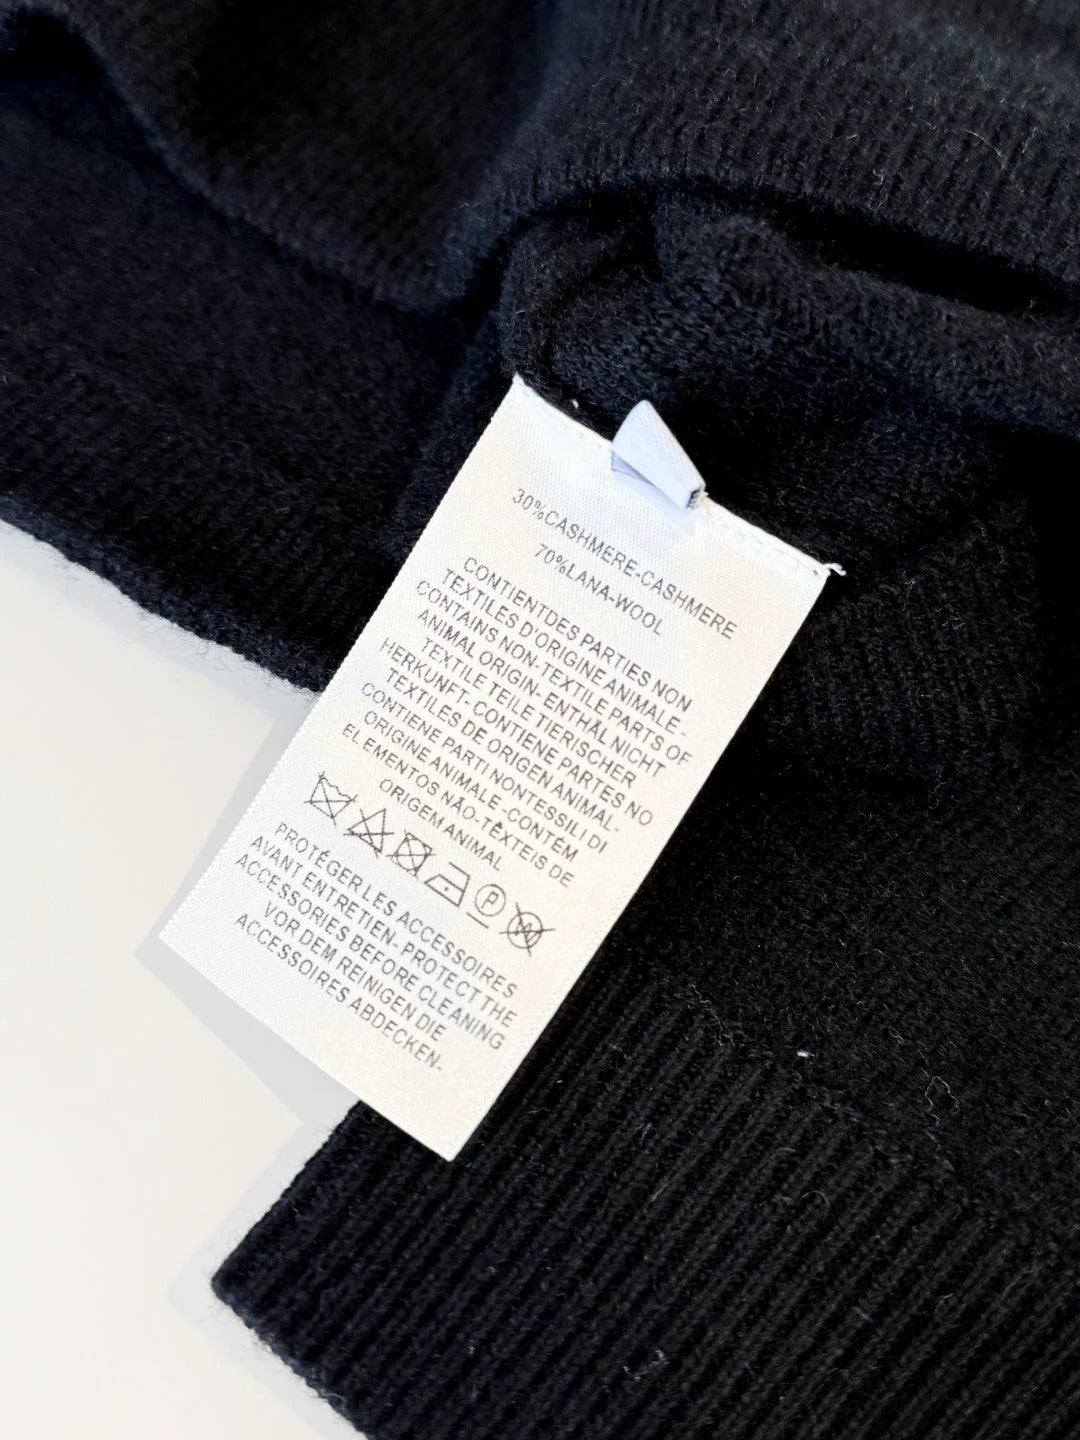 30%CASHMERE-CASHMERE
70%LANA-WOOL
CONTIENTDES PARTIES NON
TEXTILES D'ORIGINE ANIMALE-
CONTAINS NON-TEXTILE PARTS OF
ANIMAL ORIGIN- ENTHÄL NICHT
TEXTILE TEILE TIERISCHER
HERKUNFT- CONTIENE PARTES NO
TEXTILES DE ORIGEN ANIMAL-
CONTIENE PARTI NONTESSILI DI
ORIGINE ANIMALE -CONTÉM
ELEMENTOS NÃO-TÊXTEIS DE
ORIGEM ANIMAL
P W
PROTÉGER LES ACCESSOIRES
AVANT ENTRETIEN- PROTECT THE
ACCESSORIES BEFORE CLEANING
VOR DEM REINIGEN DIE
ACCESSOIRES ABDECKEN-